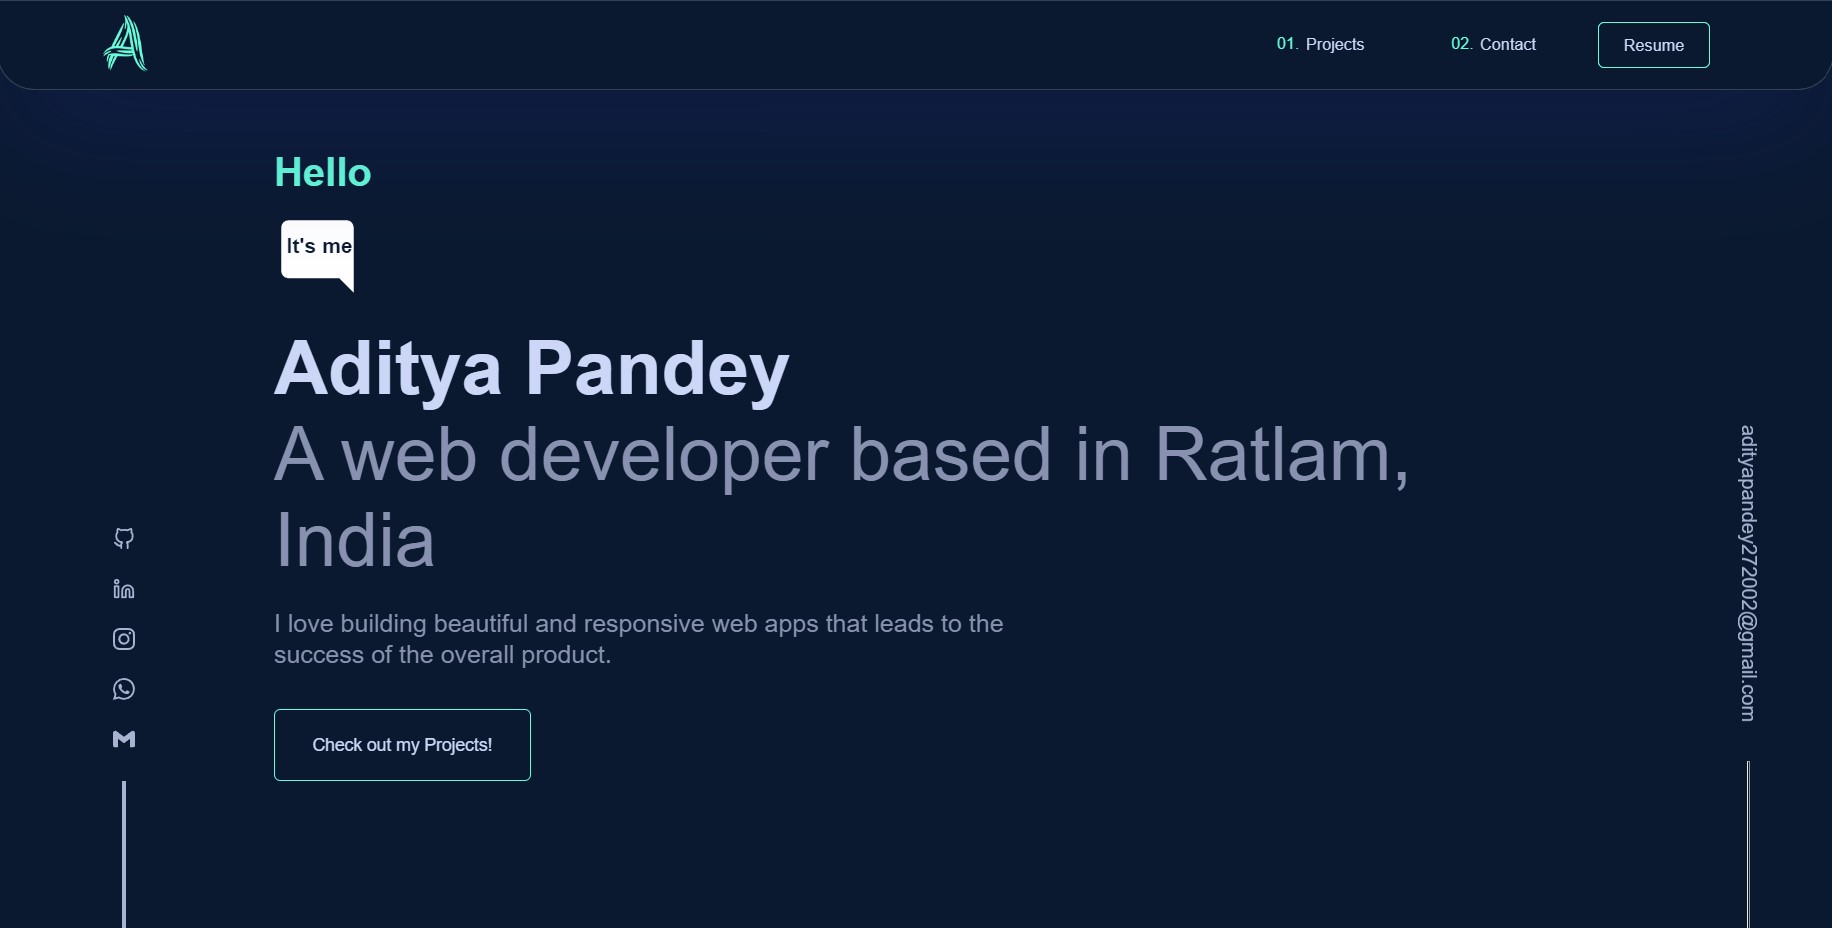 A
01. Projects
02. Contact
Resume
Hello
It's me
Aditya Pandey
A web developer based in Ratlam,
India
I love building beautiful and responsive web apps that leads to the
success of the overall product.
Check out my Projects!
adityapandey272002@gmail.com